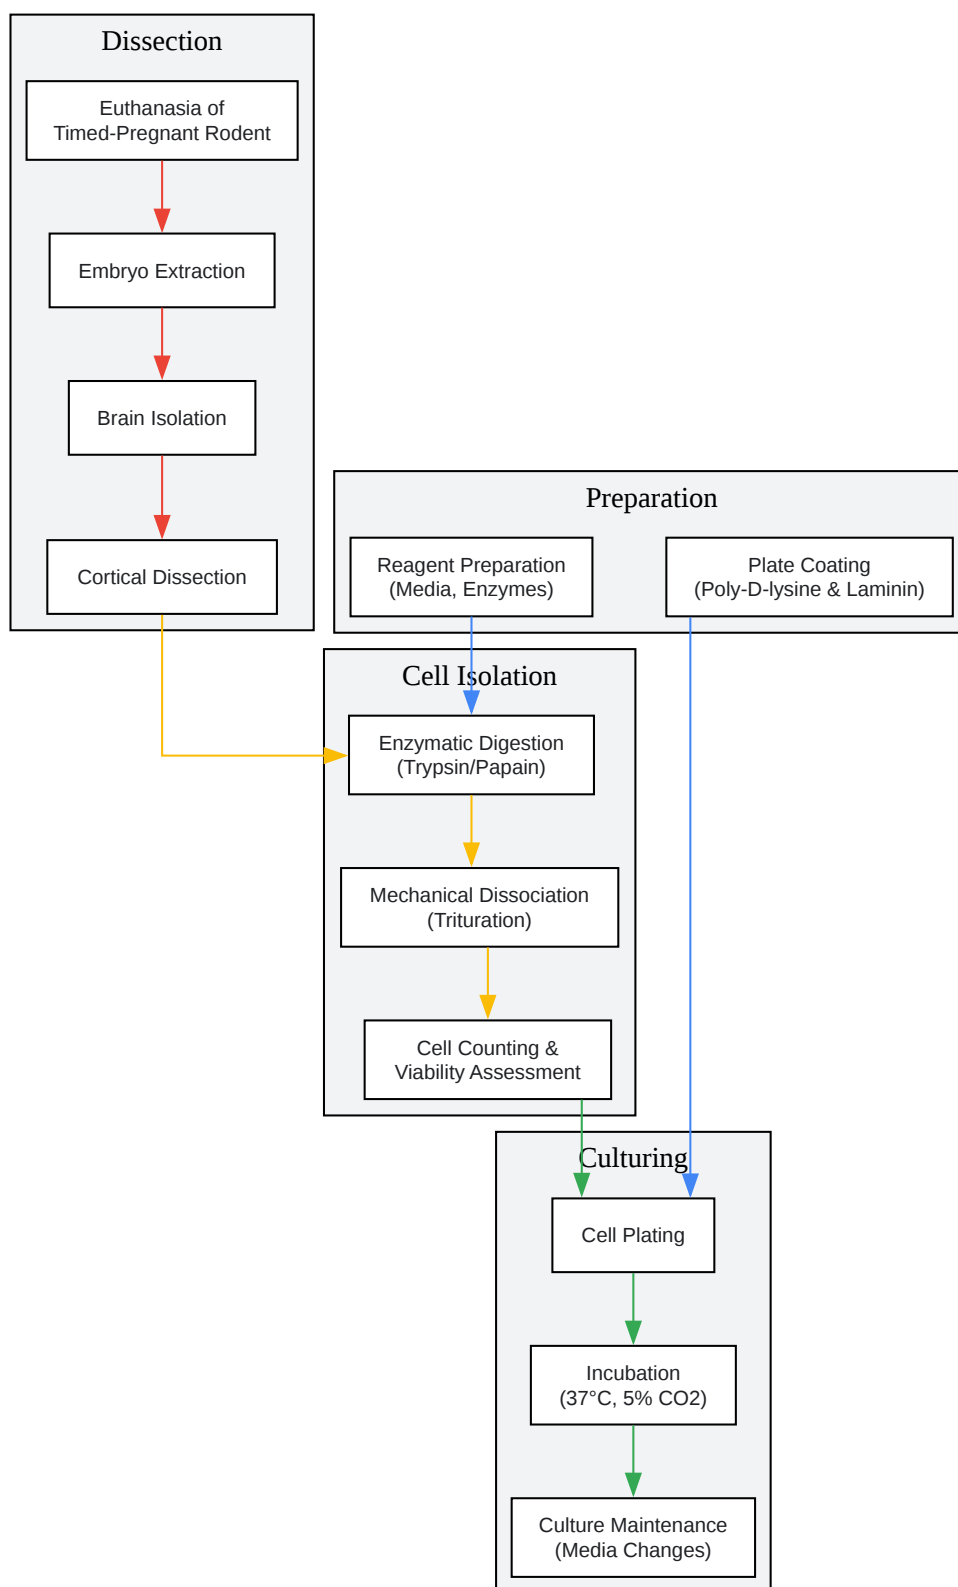 Dissection
Euthanasia of
Timed-Pregnant Rodent
Embryo Extraction
Brain Isolation
Cortical Dissection
Preparation
Reagent Preparation
(Media, Enzymes)
Plate Coating
(Poly-D-lysine & Laminin)
Cell Isolation
Enzymatic Digestion
(Trypsin/Papain)
Mechanical Dissociation
(Trituration)
Cell Counting &
Viability Assessment
Culturing
Cell Plating
Incubation
(37°C, 5% CO2)
Culture Maintenance
(Media Changes)